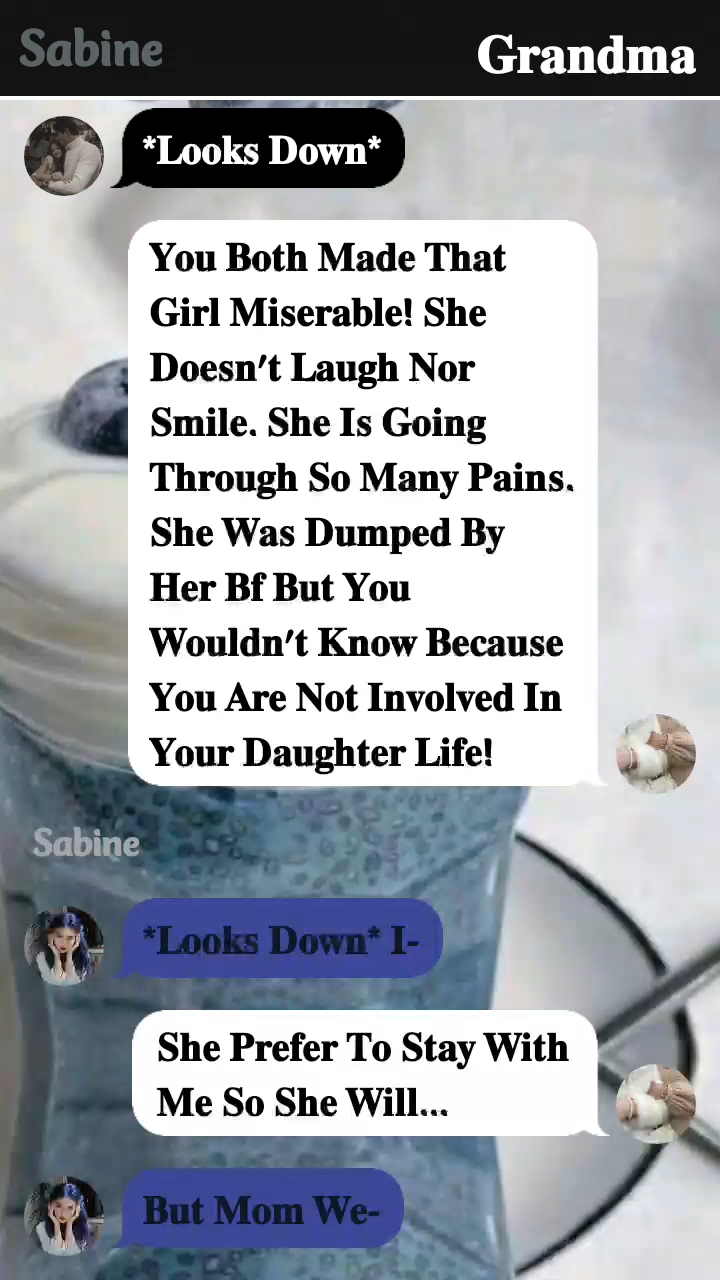 Sabine
Grandma
*Looks Down*
You Both Made That
Girl Miserable! She
Doesn't Laugh Nor
Smile. She Is Going
Through So Many Pains.
She Was Dumped By
Her Bf But You
Wouldn't Know Because
You Are Not Involved In
Your Daughter Life!
Sabine
*Looks Down* I-
She Prefer To Stay With
Me So She Will...
But Mom We-